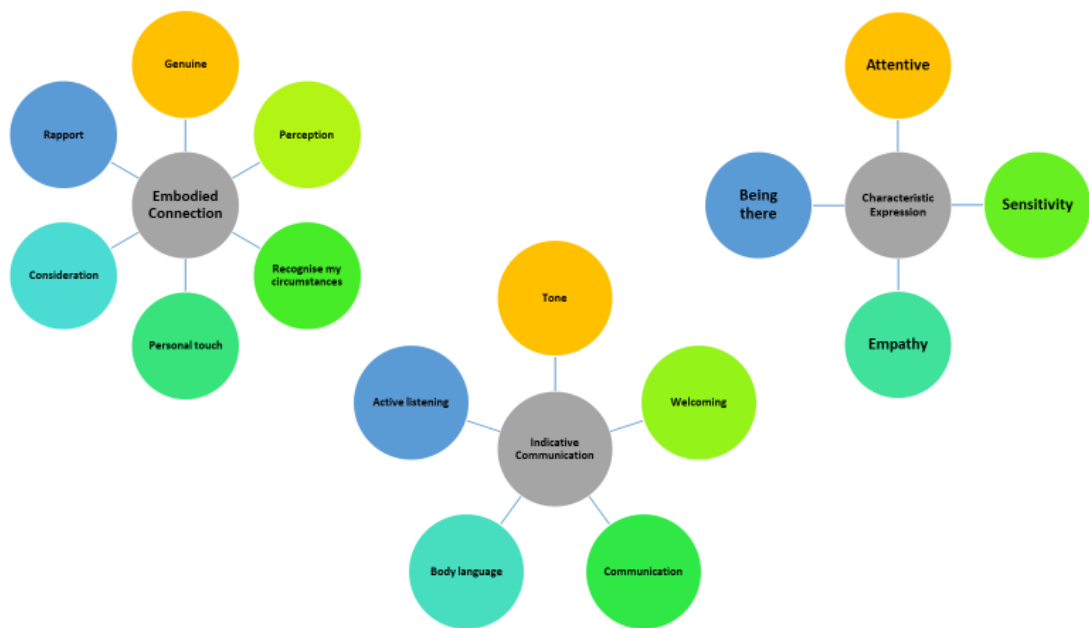 Genuine
Rapport
Perception
Embodied
Connection
Consideration
Recognise my
circumstances
Personal touch
Attentive
Being
there
Characteristic
Expression
Sensitivity
Empathy
Tone
Active listening
Welcoming
Indicative
Communication
Body language
Communication